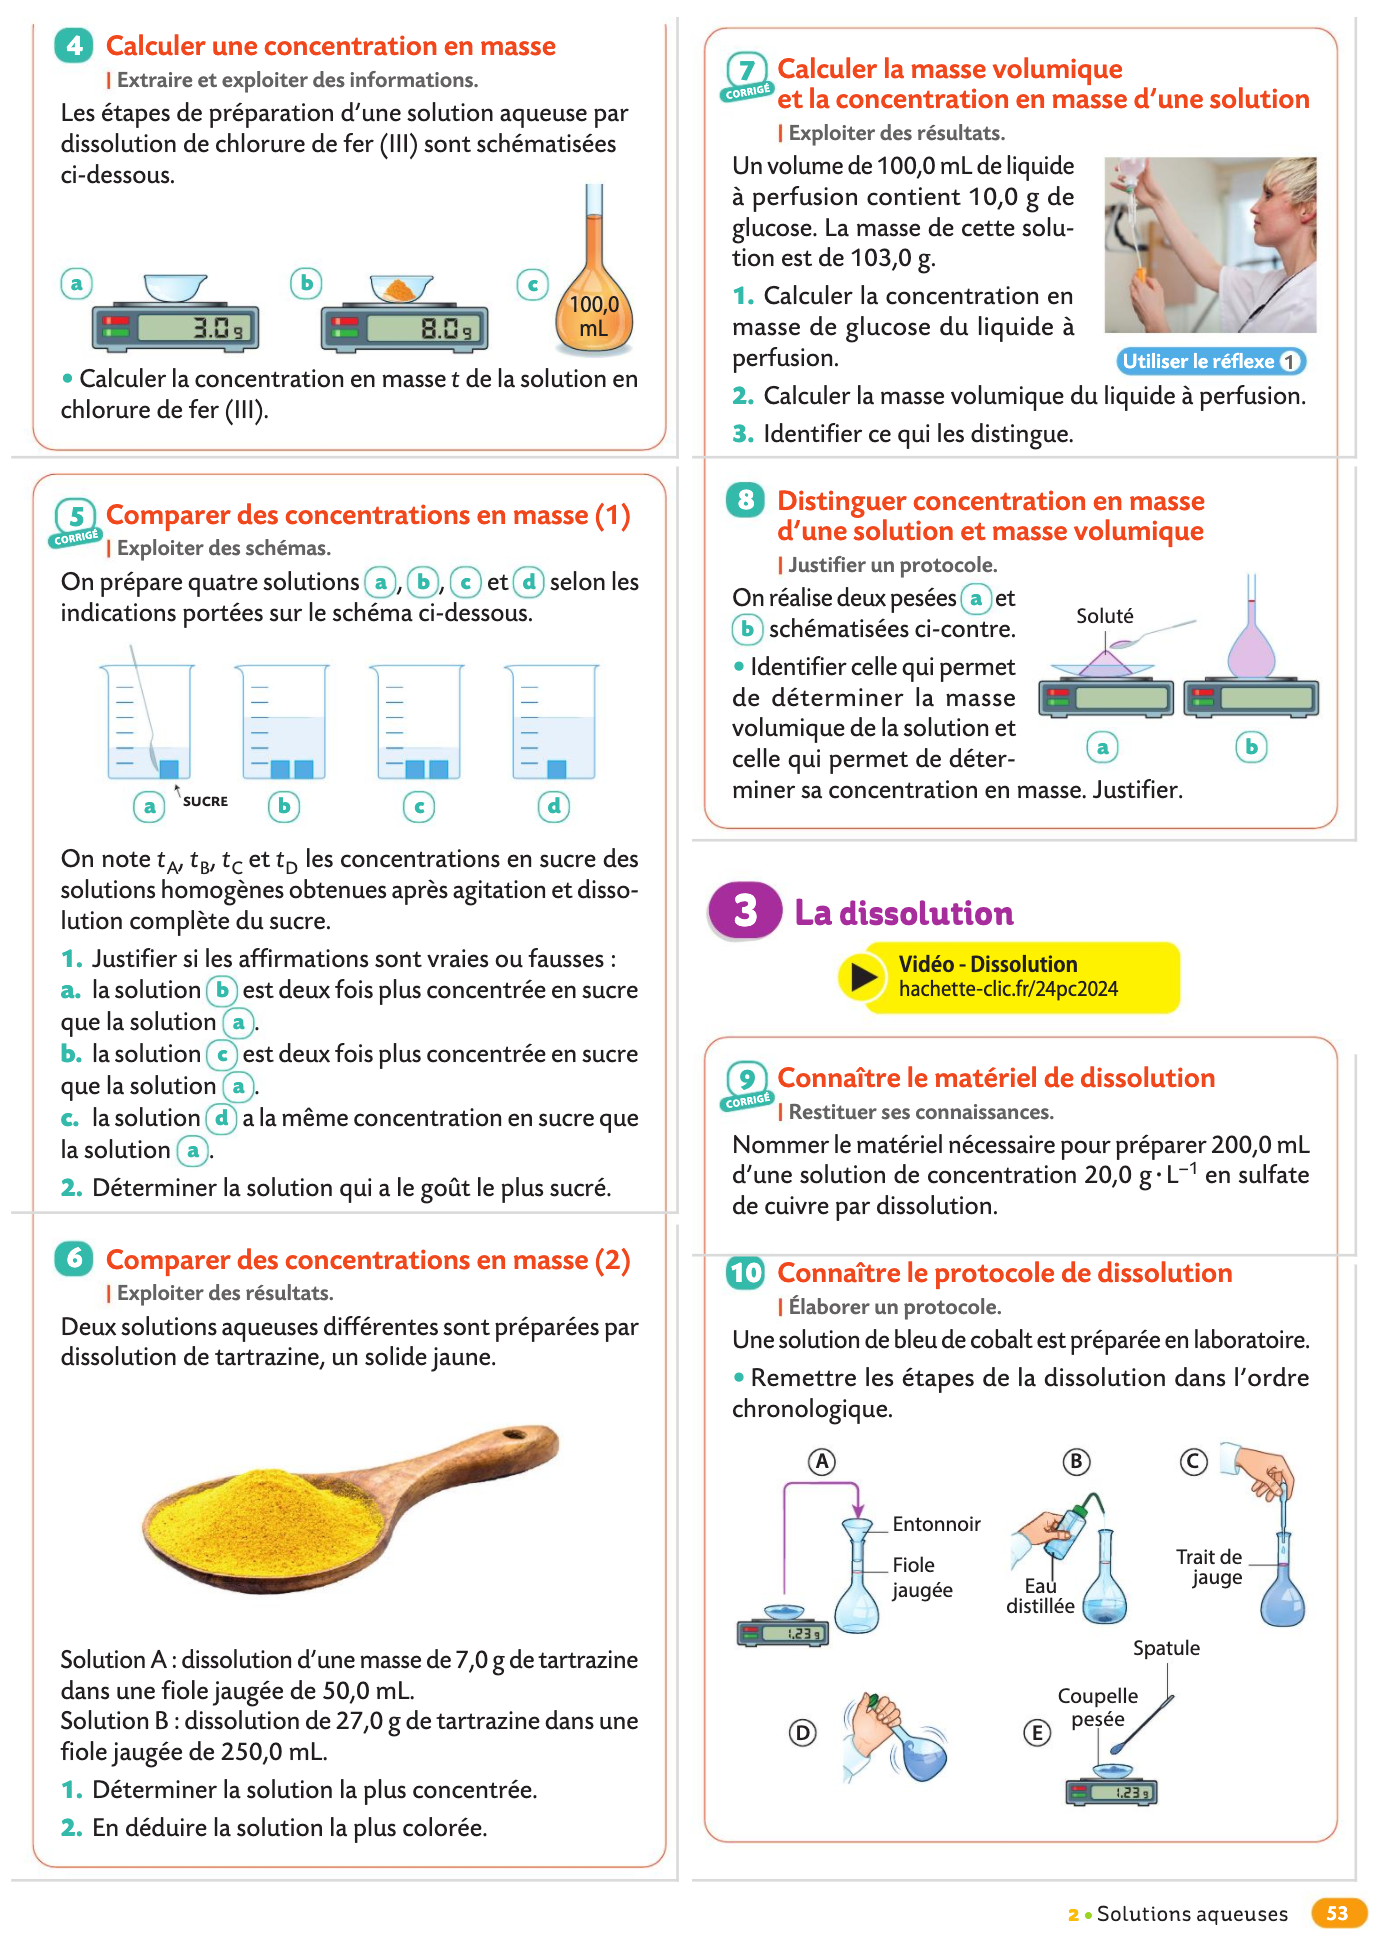 4 Calculer une concentration en masse
| Extraire et exploiter des informations.
Les étapes de préparation d'une solution aqueuse par
dissolution de chlorure de fer (III) sont schématisées
ci-dessous.
a
3.0 g
b
8.0 g
c
100,0
mL
• Calculer la concentration en masse t de la solution en
chlorure de fer (III).
5 Comparer des concentrations en masse (1)
CORRIGÉ
| Exploiter des schémas.
On prépare quatre solutions a, b, c et d selon les
indications portées sur le schéma ci-dessous.
a
SUCRE
b
c
d
On note tA, tB, tC et tD les concentrations en sucre des
solutions homogènes obtenues après agitation et disso-
lution complète du sucre.
1. Justifier si les affirmations sont vraies ou fausses :
a. la solution b est deux fois plus concentrée en sucre
que la solution a.
b. la solution c est deux fois plus concentrée en sucre
que la solution a.
c. la solution d a la même concentration en sucre que
la solution a.
2. Déterminer la solution qui a le goût le plus sucré.
6 Comparer des concentrations en masse (2)
| Exploiter des résultats.
Deux solutions aqueuses différentes sont préparées par
dissolution de tartrazine, un solide jaune.
Solution A : dissolution d'une masse de 7,0 g de tartrazine
dans une fiole jaugée de 50,0 mL.
Solution B : dissolution de 27,0 g de tartrazine dans une
fiole jaugée de 250,0 mL.
1. Déterminer la solution la plus concentrée.
2. En déduire la solution la plus colorée.
7 Calculer la masse volumique
CORRIGÉ
et la concentration en masse d'une solution
| Exploiter des résultats.
Un volume de 100,0 mL de liquide
à perfusion contient 10,0 g de
glucose. La masse de cette solu-
tion est de 103,0 g.
1. Calculer la concentration en
masse de glucose du liquide à
perfusion.
Utiliser le réflexe 1
2. Calculer la masse volumique du liquide à perfusion.
3. Identifier ce qui les distingue.
8 Distinguer concentration en masse
d'une solution et masse volumique
| Justifier un protocole.
On réalise deux pesées a et
b schématisées ci-contre.
• Identifier celle qui permet
de déterminer la masse
volumique de la solution et
celle qui permet de déter-
miner sa concentration en masse. Justifier.
Soluté
a
b
3 La dissolution
Vidéo - Dissolution
hachette-clic.fr/24pc2024
9 Connaître le matériel de dissolution
CORRIGÉ
| Restituer ses connaissances.
Nommer le matériel nécessaire pour préparer 200,0 mL
d'une solution de concentration 20,0 g·L⁻¹ en sulfate
de cuivre par dissolution.
10 Connaître le protocole de dissolution
| Élaborer un protocole.
Une solution de bleu de cobalt est préparée en laboratoire.
• Remettre les étapes de la dissolution dans l'ordre
chronologique.
A
Entonnoir
Fiole
jaugée
1.23 g
B
Eau
distillée
C
Trait de
jauge
D
E
Spatule
Coupelle
pesée
1.23 g
2 • Solutions aqueuses 53